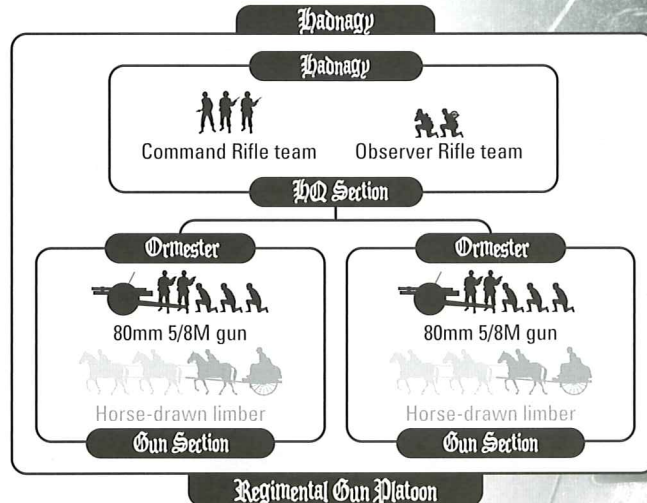 Hadnagy
Hadnagy
Command Rifle team
Observer Rifle team
HQ Section
Ormester
80mm 5/8M gun
Horse-drawn limber
Gun Section
Ormester
80mm 5/8M gun
Horse-drawn limber
Gun Section
Regimental Gun Platoon